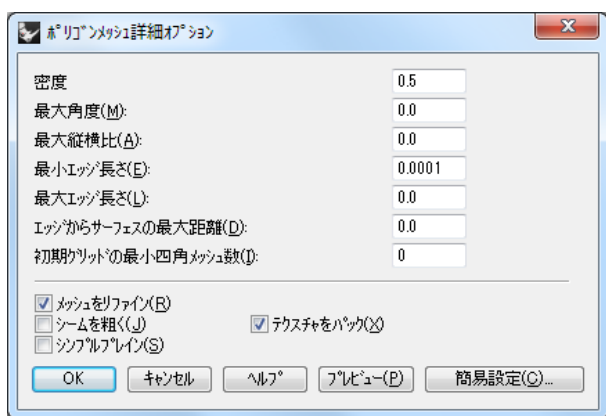 ポリゴンメッシュ詳細オプション
密度 0.5
最大角度(M): 0.0
最大縦横比(A): 0.0
最小エッジ長さ(E): 0.0001
最大エッジ長さ(L): 0.0
エッジからサーフェスの最大距離(D): 0.0
初期グリッドの最小四角メッシュ数(I): 0
メッシュをリファイン(R)
シームを粗く(J) テクスチャをパック(X)
シンプルプレイン(S)
OK キャンセル ヘルプ プレビュー(P) 簡易設定(C)...